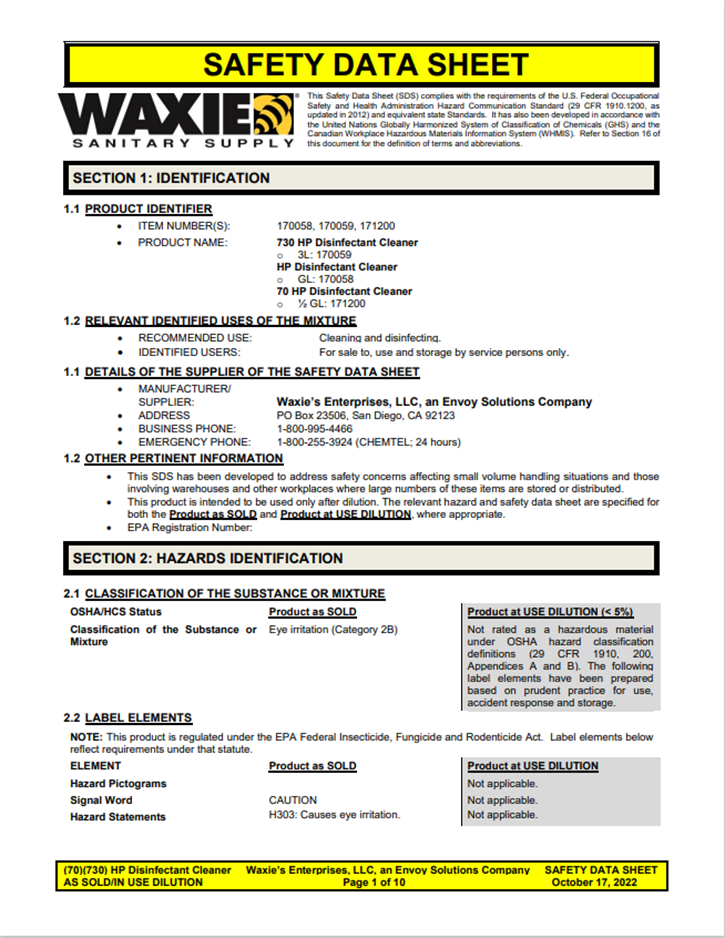 SAFETY DATA SHEET
WAXIE®
SANITARY SUPPLY
This Safety Data Sheet (SDS) complies with the requirements of the U.S. Federal Occupational
Safety and Health Administration Hazard Communication Standard (29 CFR 1910.1200, as
updated in 2012) and equivalent state Standards. It has also been developed in accordance with
the United Nations Globally Harmonized System of Classification of Chemicals (GHS) and the
Canadian Workplace Hazardous Materials Information System (WHMIS). Refer to Section 16 of
this document for the definition of terms and abbreviations.
SECTION 1: IDENTIFICATION
1.1 PRODUCT IDENTIFIER
• ITEM NUMBER(S): 170058, 170059, 171200
• PRODUCT NAME: 730 HP Disinfectant Cleaner
o 3L: 170059
HP Disinfectant Cleaner
o GL: 170058
70 HP Disinfectant Cleaner
o ½ GL: 171200
1.2 RELEVANT IDENTIFIED USES OF THE MIXTURE
• RECOMMENDED USE: Cleaning and disinfecting.
• IDENTIFIED USERS: For sale to, use and storage by service persons only.
1.1 DETAILS OF THE SUPPLIER OF THE SAFETY DATA SHEET
• MANUFACTURER/
SUPPLIER: Waxie's Enterprises, LLC, an Envoy Solutions Company
• ADDRESS PO Box 23506, San Diego, CA 92123
• BUSINESS PHONE: 1-800-995-4466
• EMERGENCY PHONE: 1-800-255-3924 (CHEMTEL; 24 hours)
1.2 OTHER PERTINENT INFORMATION
• This SDS has been developed to address safety concerns affecting small volume handling situations and those
involving warehouses and other workplaces where large numbers of these items are stored or distributed.
• This product is intended to be used only after dilution. The relevant hazard and safety data sheet are specified for
both the Product as SOLD and Product at USE DILUTION, where appropriate.
• EPA Registration Number:
SECTION 2: HAZARDS IDENTIFICATION
2.1 CLASSIFICATION OF THE SUBSTANCE OR MIXTURE
OSHA/HCS Status Product as SOLD Product at USE DILUTION (< 5%)
Classification of the Substance or Eye irritation (Category 2B) Not rated as a hazardous material
Mixture under OSHA hazard classification
definitions (29 CFR 1910, 200,
Appendices A and B). The following
label elements have been prepared
based on prudent practice for use,
accident response and storage.
2.2 LABEL ELEMENTS
NOTE: This product is regulated under the EPA Federal Insecticide, Fungicide and Rodenticide Act. Label elements below
reflect requirements under that statute.
ELEMENT Product as SOLD Product at USE DILUTION
Hazard Pictograms Not applicable.
Signal Word CAUTION Not applicable.
Hazard Statements H303: Causes eye irritation. Not applicable.
(70)(730) HP Disinfectant Cleaner Waxie's Enterprises, LLC, an Envoy Solutions Company SAFETY DATA SHEET
AS SOLD/IN USE DILUTION Page 1 of 10 October 17, 2022